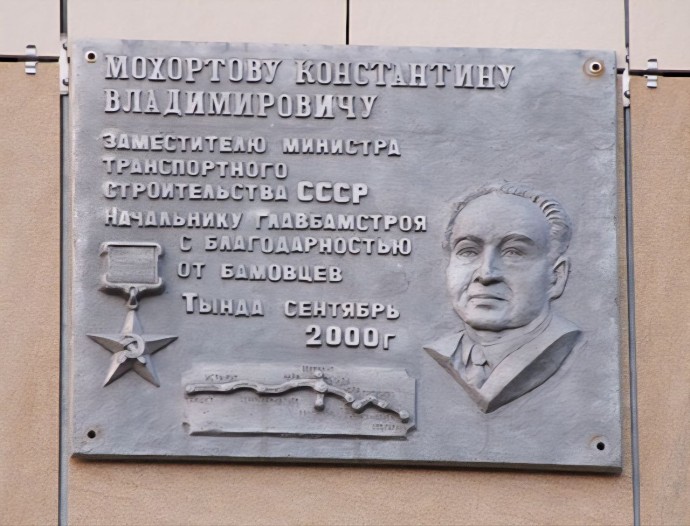 МОХОРТОВУ КОНСТАНТИНУ
ВЛАДИМИРОВИЧУ
ЗАМЕСТИТЕЛЮ МИНИСТРА
ТРАНСПОРТНОГО
СТРОИТЕЛЬСТВА СССР
НАЧАЛЬНИКУ ГЛАВБАМСТРОЯ
С БЛАГОДАРНОСТЬЮ
ОТ БАМОВЦЕВ
ТЫНДА СЕНТЯБРЬ
2000г